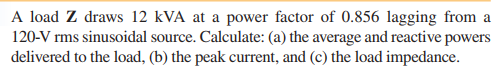 A load Z draws 12 kVA at a power factor of 0.856 lagging from a
120-V rms sinusoidal source. Calculate: (a) the average and reactive powers
delivered to the load, (b) the peak current, and (c) the load impedance.